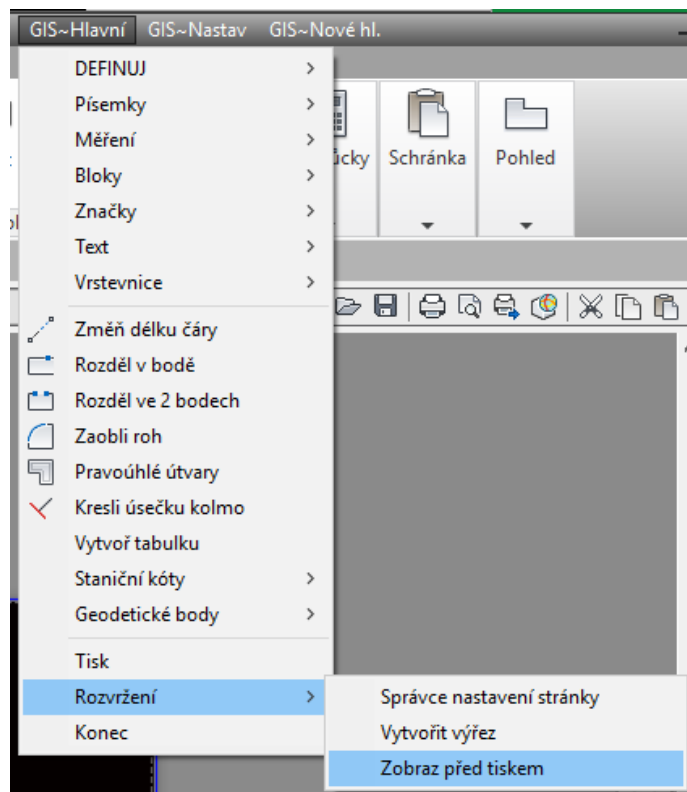 GIS~Hlavní GIS~Nastav GIS~Nové hl.
DEFINUJ
Písemky
Měření
Bloky
Značky
Text
Vrstevnice
Schránka Pohled
Změň délku čáry
Rozděl v bodě
Rozděl ve 2 bodech
Zaobli roh
Pravoúhlé útvary
Kresli úsečku kolmo
Vytvoř tabulku
Staniční kóty
Geodetické body
Tisk
Rozvržení
Konec
Správce nastavení stránky
Vytvořit výřez
Zobraz před tiskem